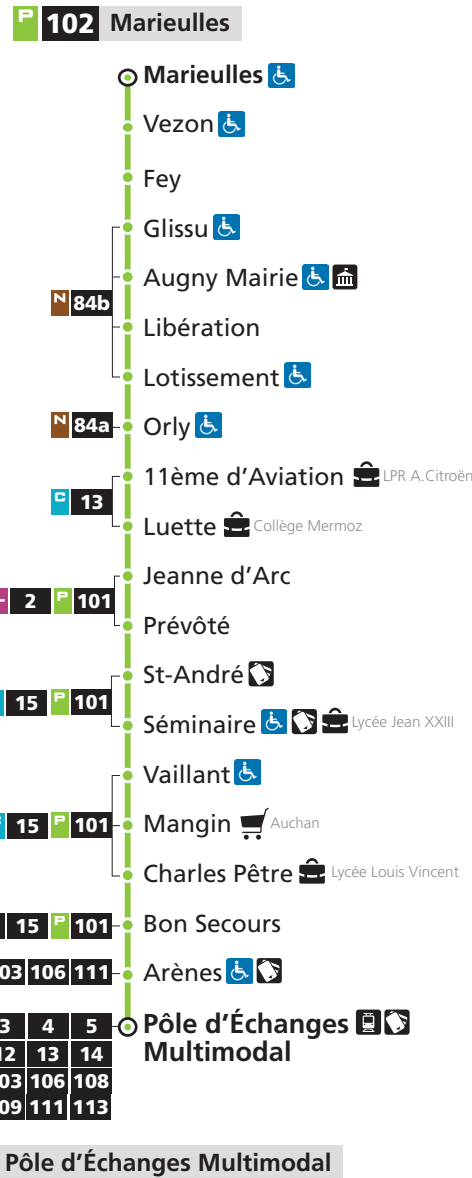 P 102 Marieulles
Marieulles
Vezon
Fey
Glissu
Augny Mairie
N 84b
Libération
Lotissement
N 84a Orly
11ème d'Aviation LPR A.Citroën
C 13
Luette Collège Mermoz
Jeanne d'Arc
2 P 101
Prévôté
St-André
15 P 101
Séminaire Lycée Jean XXIII
Vaillant
15 P 101 Mangin Auchan
Charles Pêtre Lycée Louis Vincent
15 P 101 Bon Secours
106 111 Arènes
3 4 5 Pôle d'Échanges
13 14 Multimodal
106 108
111 113
Pôle d'Échanges Multimodal